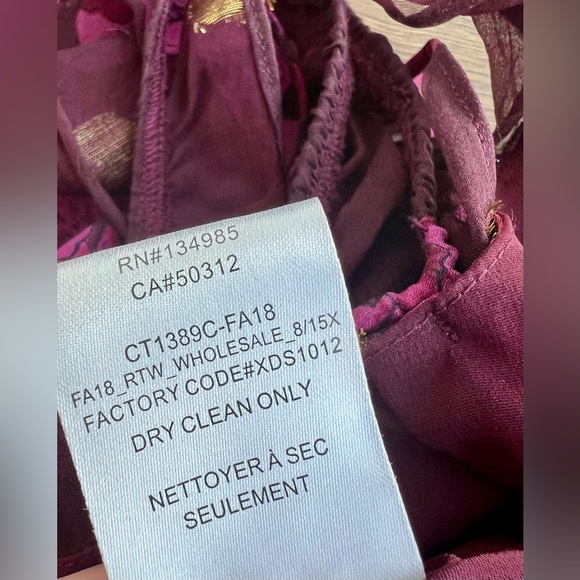 RN#134985
CA#50312
CT1389C-FA18
FA18_RTW_WHOLESALE_8/15X
FACTORY CODE#XDS1012
DRY CLEAN ONLY
NETTOYER À SEC
SEULEMENT